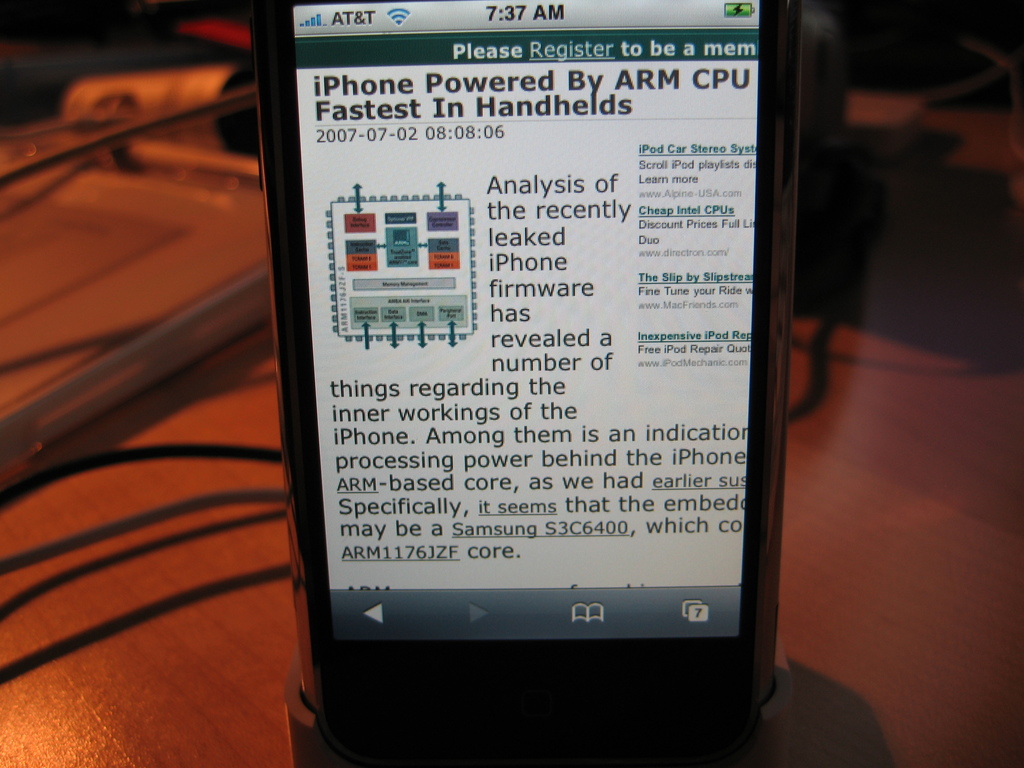 AT&T 7:37 AM
Please Register to be a mem
iPhone Powered By ARM CPU
Fastest In Handhelds
2007-07-02 08:08:06
Analysis of
the recently
leaked
iPhone
firmware
has
revealed a
number of
things regarding the
inner workings of the
iPhone. Among them is an indication
processing power behind the iPhone
ARM-based core, as we had earlier sus
Specifically, it seems that the embedd
may be a Samsung S3C6400, which co
ARM1176JZF core.
ARM1176JZF-S
Memory Management
iPod Car Stereo Syst
Scroll iPod playlists dis
Learn more
www.Alpine-USA.com
Cheap Intel CPUs
Discount Prices Full Li
Duo
www.directron.com/
The Slip by Slipstrea
Fine Tune your Ride w
www.MacFriends.com
Inexpensive iPod Rep
Free iPod Repair Quot
www.iPodMechanic.com
7